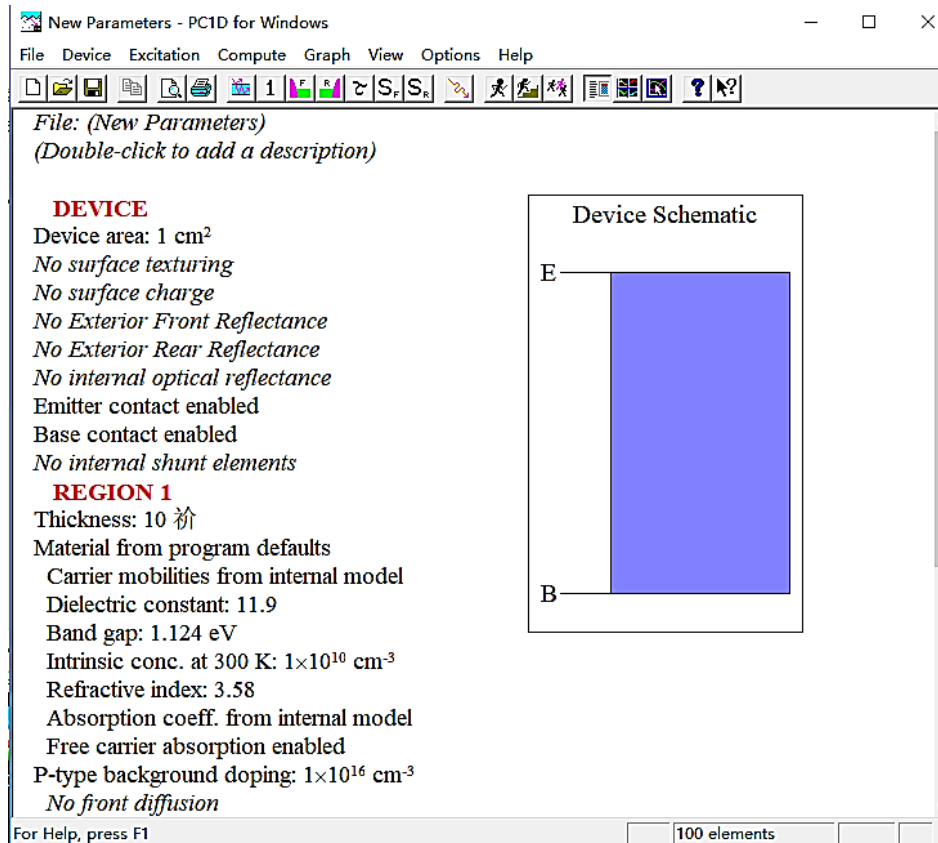 New Parameters - PC1D for Windows
File Device Excitation Compute Graph View Options Help
1 F R τ SF SR
File: (New Parameters)
(Double-click to add a description)
DEVICE
Device area: 1 cm²
No surface texturing
No surface charge
No Exterior Front Reflectance
No Exterior Rear Reflectance
No internal optical reflectance
Emitter contact enabled
Base contact enabled
No internal shunt elements
REGION 1
Thickness: 10 祄
Material from program defaults
Carrier mobilities from internal model
Dielectric constant: 11.9
Band gap: 1.124 eV
Intrinsic conc. at 300 K: 1×10¹⁰ cm⁻³
Refractive index: 3.58
Absorption coeff. from internal model
Free carrier absorption enabled
P-type background doping: 1×10¹⁶ cm⁻³
No front diffusion
Device Schematic
E
B
For Help, press F1
100 elements